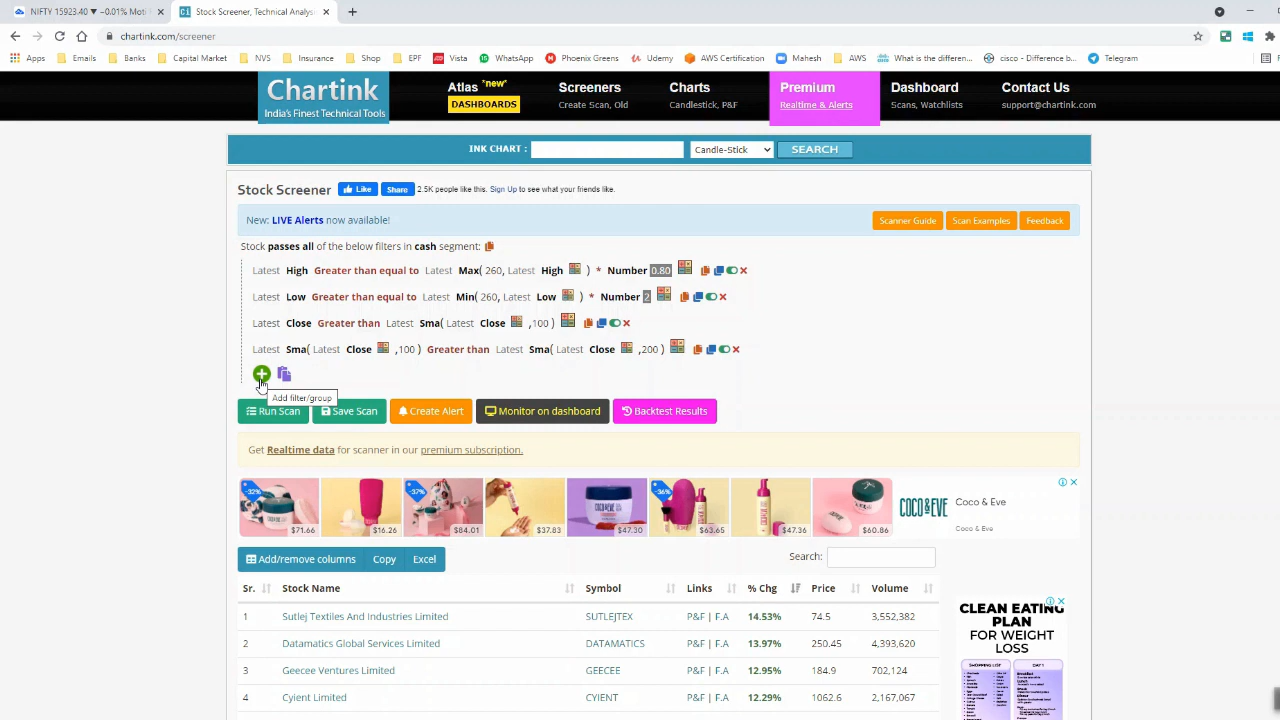 NIFTY 15923.40 ▼ −0.01% Moti
Stock Screener, Technical Analysis
chartink.com/screener
Apps Emails Banks Capital Market NVS Insurance Shop EPF Vista WhatsApp Phoenix Greens Udemy AWS Certification Mahesh AWS What is the differen... cisco - Difference b... Telegram
Chartink
India's Finest Technical Tools
Atlas *new*
DASHBOARDS
Screeners
Create Scan, Old
Charts
Candlestick, P&F
Premium
Realtime & Alerts
Dashboard
Scans, Watchlists
Contact Us
support@chartink.com
INK CHART : Candle-Stick SEARCH
Stock Screener Like Share 2.5K people like this. Sign Up to see what your friends like.
New: LIVE Alerts now available! Scanner Guide Scan Examples Feedback
Stock passes all of the below filters in cash segment:
Latest High Greater than equal to Latest Max( 260, Latest High ) * Number 0.80
Latest Low Greater than equal to Latest Min( 260, Latest Low ) * Number 2
Latest Close Greater than Latest Sma( Latest Close ,100 )
Latest Sma( Latest Close ,100 ) Greater than Latest Sma( Latest Close ,200 )
Add filter/group
Run Scan Save Scan Create Alert Monitor on dashboard Backtest Results
Get Realtime data for scanner in our premium subscription.
-32% -37% -36%
$71.66 $16.26 $84.01 $37.83 $47.30 $63.65 $47.36 $60.86
COCO&EVE
Coco & Eve
Coco & Eve
Add/remove columns Copy Excel Search:
Sr. Stock Name Symbol Links % Chg Price Volume
1 Sutlej Textiles And Industries Limited SUTLEJTEX P&F | F.A 14.53% 74.5 3,552,382
2 Datamatics Global Services Limited DATAMATICS P&F | F.A 13.97% 250.45 4,393,620
3 Geecee Ventures Limited GEECEE P&F | F.A 12.95% 184.9 702,124
4 Cyient Limited CYIENT P&F | F.A 12.29% 1062.6 2,167,067
CLEAN EATING
PLAN
FOR WEIGHT
LOSS
SHOPPING LIST DAY 1